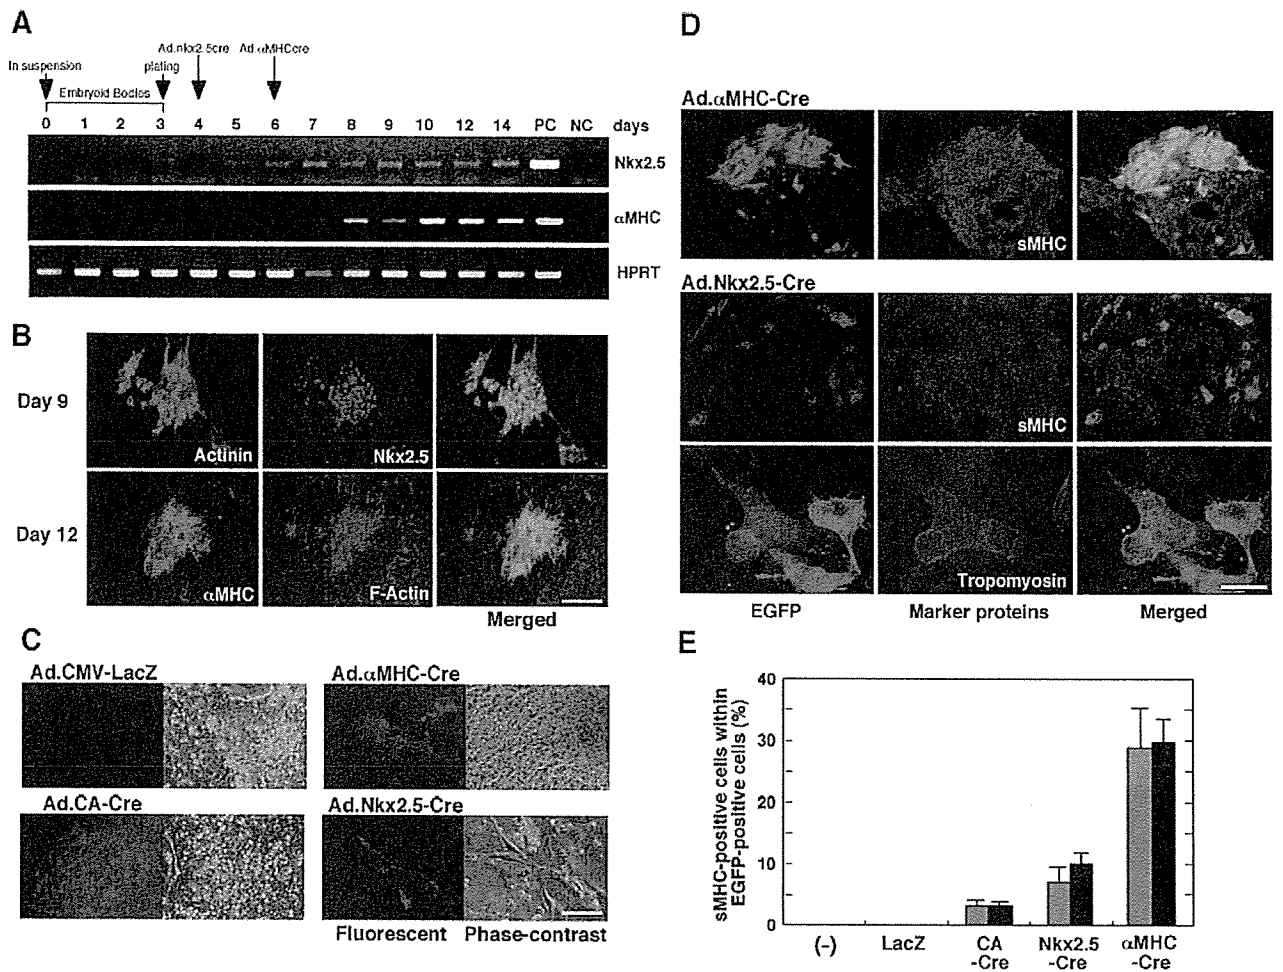 A
Ad.nkx2.5cre Ad.αMHCcre
In suspension plating
Embryoid Bodies
0 1 2 3 4 5 6 7 8 9 10 12 14 PC NC days
Nkx2.5
αMHC
HPRT
B
Day 9
Actinin Nkx2.5
Day 12
αMHC F-Actin
Merged
C
Ad.CMV-LacZ Ad.αMHC-Cre
Ad.CA-Cre Ad.Nkx2.5-Cre
Fluorescent Phase-contrast
D
Ad.αMHC-Cre
sMHC
Ad.Nkx2.5-Cre
sMHC
Tropomyosin
EGFP Marker proteins Merged
E
sMHC-positive cells within
EGFP-positive cells (%)
40
30
20
10
0
(-) LacZ CA Nkx2.5 αMHC
-Cre -Cre -Cre